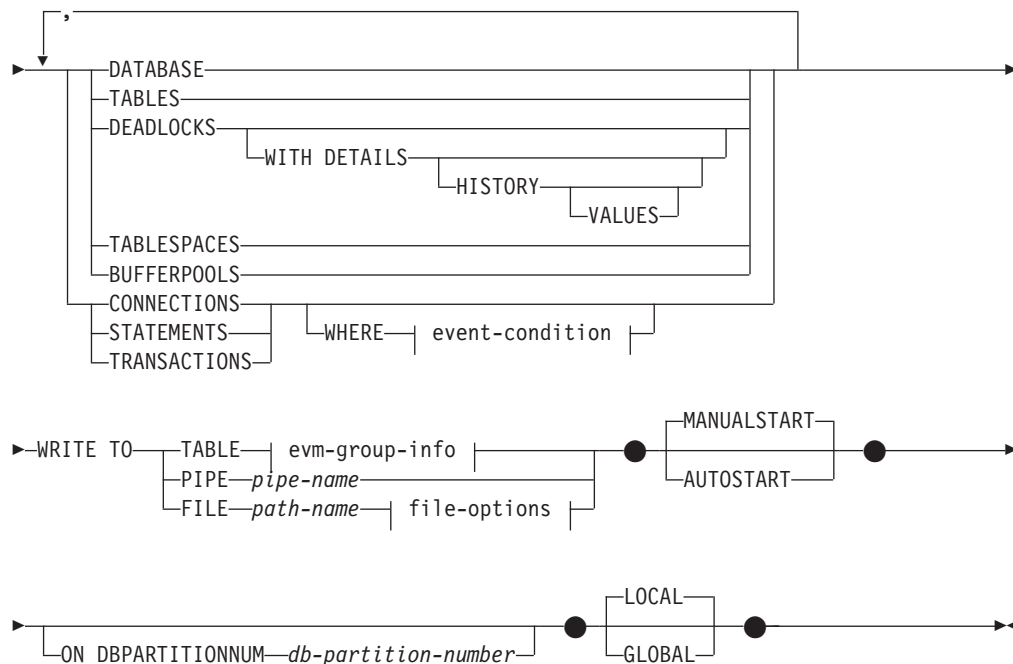 ,
DATABASE
TABLES
DEADLOCKS
WITH DETAILS
HISTORY
VALUES
TABLESPACES
BUFFERPOOLS
CONNECTIONS
STATEMENTS
TRANSACTIONS
WHERE event-condition
MANUALSTART
WRITE TO TABLE evm-group-info
PIPE pipe-name
AUTOSTART
FILE path-name file-options
LOCAL
ON DBPARTITIONNUM db-partition-number
GLOBAL